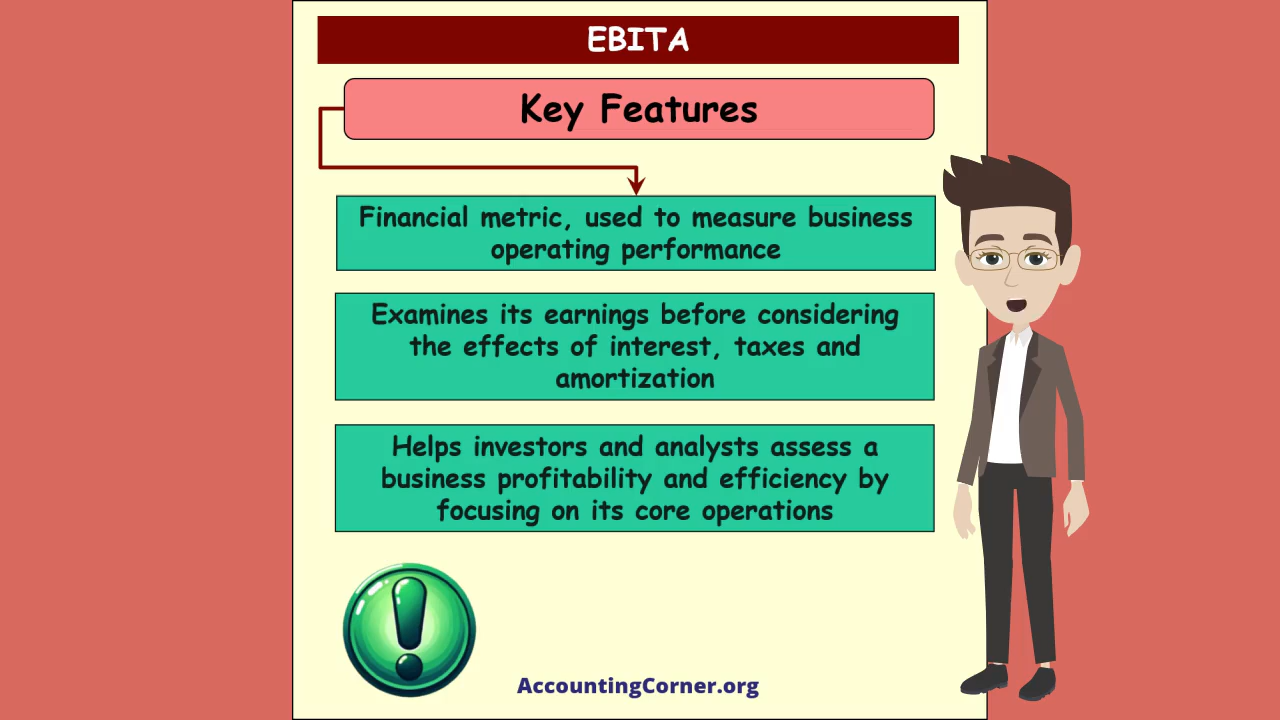 EBITA
Key Features
Financial metric, used to measure business
operating performance
Examines its earnings before considering
the effects of interest, taxes and
amortization
Helps investors and analysts assess a
business profitability and efficiency by
focusing on its core operations
AccountingCorner.org